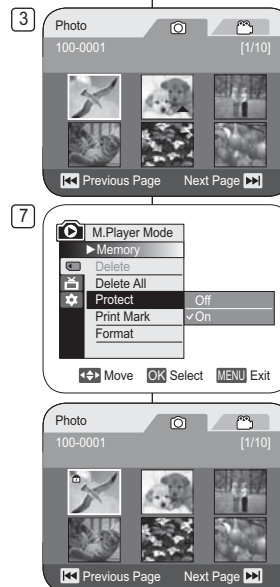 3
Photo
100-0001 [1/10]
Previous Page Next Page
7
M.Player Mode
Memory
Delete
Delete All
Protect Off
Print Mark On
Format
Move OK Select MENU Exit
Photo
100-0001 [1/10]
Previous Page Next Page